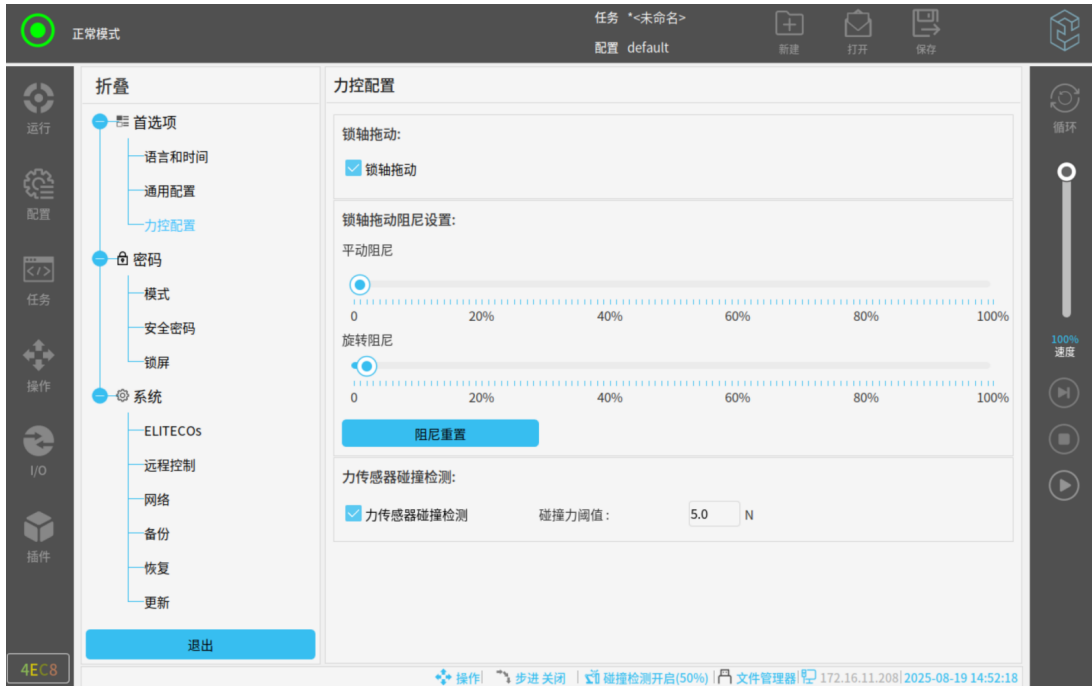 正常模式
任务 *<未命名>
配置 default
新建
打开
保存
运行
配置
任务
操作
I/O
插件
4EC8
折叠
首选项
语言和时间
通用配置
力控配置
密码
模式
安全密码
锁屏
系统
ELITECOs
远程控制
网络
备份
恢复
更新
退出
力控配置
锁轴拖动:
锁轴拖动
锁轴拖动阻尼设置:
平动阻尼
0 20% 40% 60% 80% 100%
旋转阻尼
0 20% 40% 60% 80% 100%
阻尼重置
力传感器碰撞检测:
力传感器碰撞检测 碰撞力阈值: 5.0 N
循环
100%
速度
操作 步进 关闭 碰撞检测开启(50%) 文件管理器 172.16.11.208 2025-08-19 14:52:18